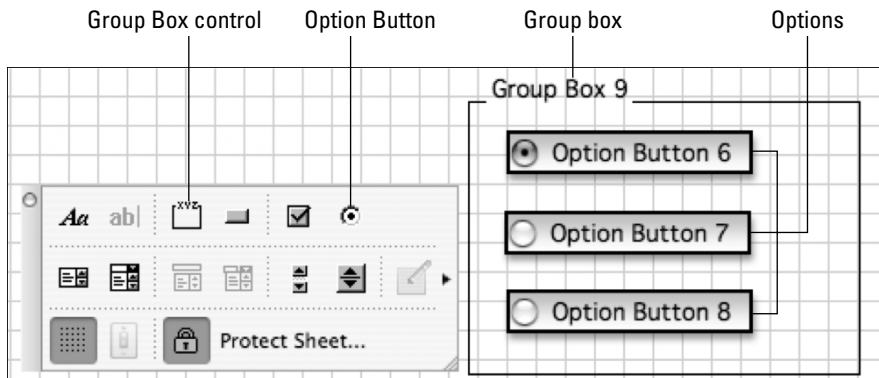 Group Box control Option Button Group box Options
Group Box 9
Option Button 6
Aa ab| XYZ
Option Button 7
Option Button 8
Protect Sheet...